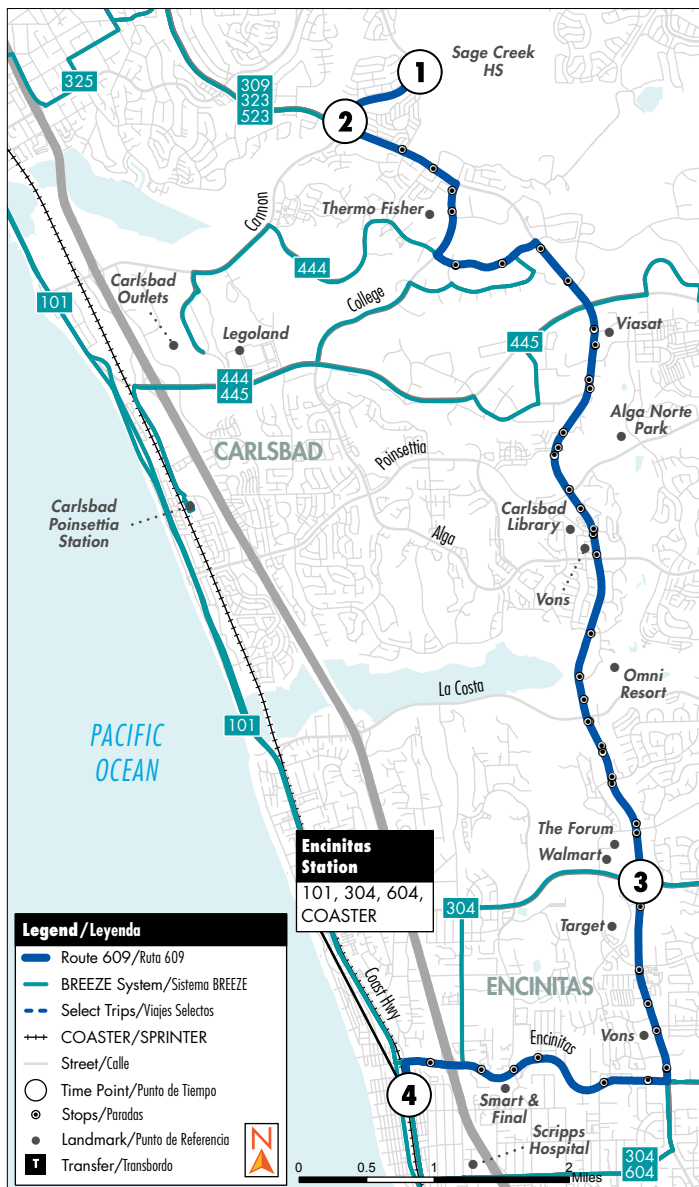 Sage Creek
HS
1
325
309
323
523
2
Thermo Fisher
Cannon
444
101
Carlsbad
Outlets
College
Legoland
Viasat
445
444
445
Alga Norte
Park
CARLSBAD
Poinsettia
Carlsbad
Poinsettia
Station
Carlsbad
Library
Alga
Vons
Omni
Resort
La Costa
101
PACIFIC
OCEAN
The Forum
Walmart
Encinitas
Station
101, 304, 604,
COASTER
3
304
Target
Legend/Leyenda
Route 609/Ruta 609
BREEZE System/Sistema BREEZE
Select Trips/Viajes Selectos
COASTER/SPRINTER
Street/Calle
Time Point/Punto de Tiempo
Stops/Paradas
Landmark/Punto de Referencia
T Transfer/Transbordo
N
Coast Hwy
ENCINITAS
Encinitas
Vons
4
Smart &
Final
Scripps
Hospital
304
604
0 0.5 1 2
Miles